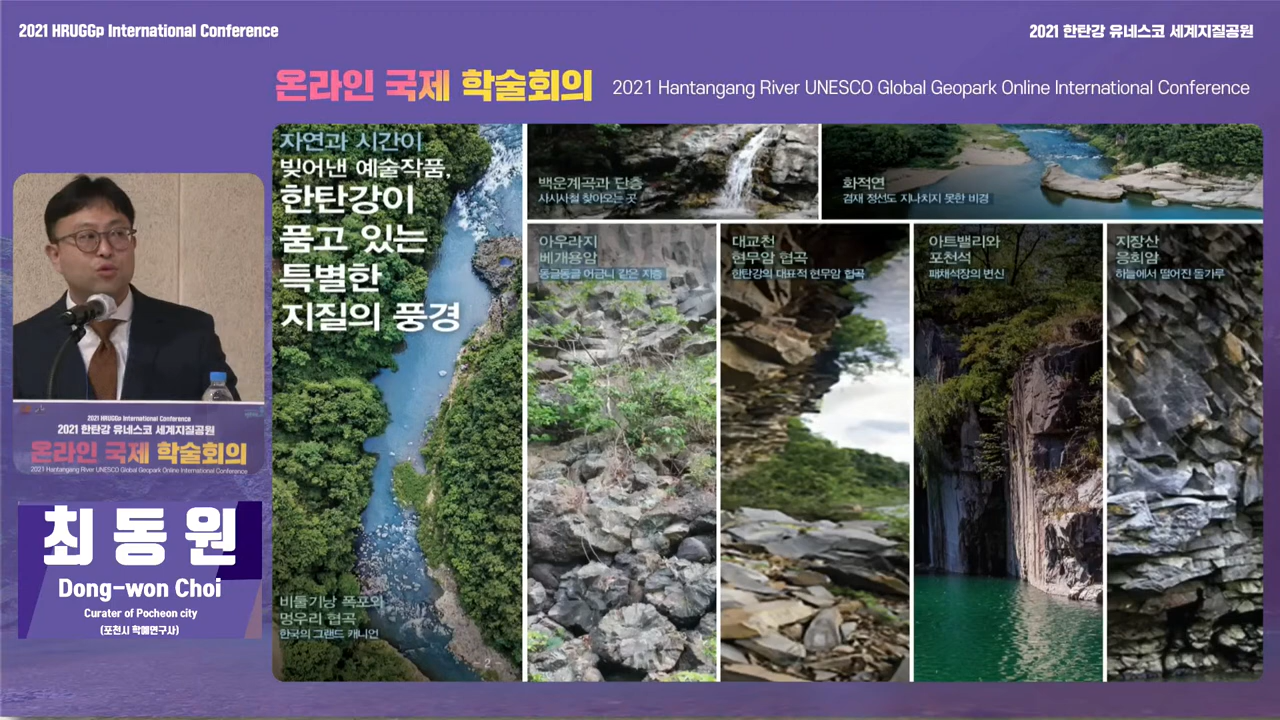 2021 HRUGGp International Conference
2021 한탄강 유네스코 세계지질공원
온라인 국제 학술회의
2021 Hantangang River UNESCO Global Geopark Online International Conference
자연과 시간이
빚어낸 예술작품,
한탄강이
품고 있는
특별한
지질의 풍경
비둘기낭 폭포와
멍우리 협곡
한국의 그랜드 캐니언
2
백운계곡과 단층
사시사철 찾아오는 곳
화적연
겸재 정선도 지나치지 못한 비경
아우라지
베개용암
동글동글 어금니 같은 지층
대교천
현무암 협곡
한탄강의 대표적 현무암 협곡
아트밸리와
포천석
폐채석장의 변신
지장산
응회암
하늘에서 떨어진 돌가루
2021 HRUGGp International Conference
2021 한탄강 유네스코 세계지질공원
온라인 국제 학술회의
2021 Hantangang River UNESCO Global Geopark Online International Conference
최동원
Dong-won Choi
Curater of Pocheon city
(포천시 학예연구사)